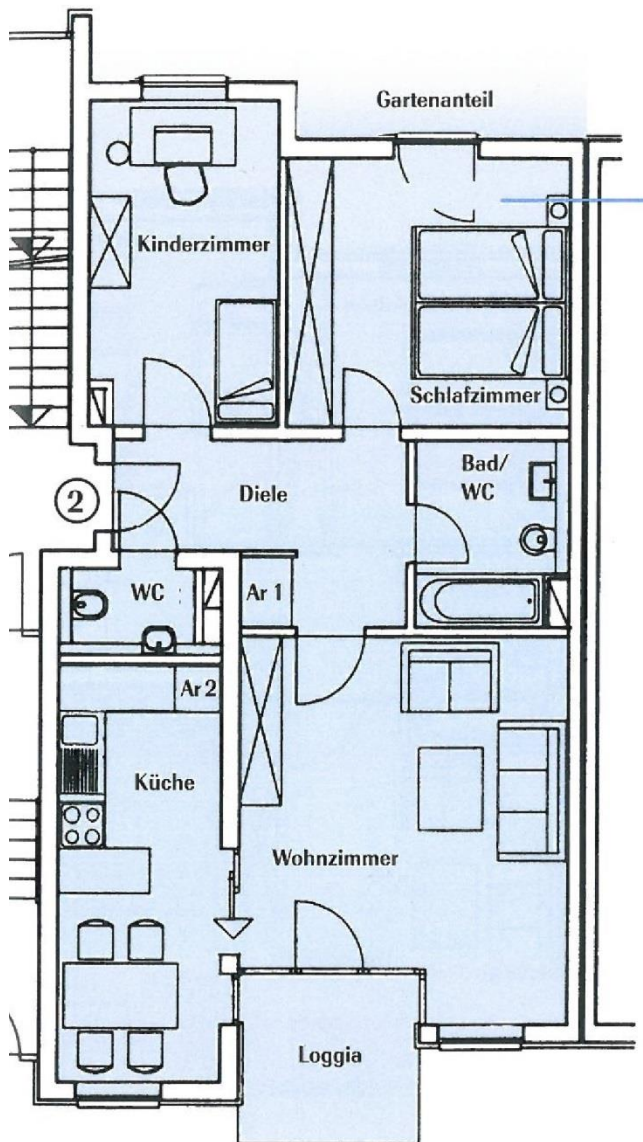 Gartenanteil
Kinderzimmer
Schlafzimmer
2
Diele
Bad/
WC
WC
Ar 1
Ar 2
Küche
Wohnzimmer
Loggia